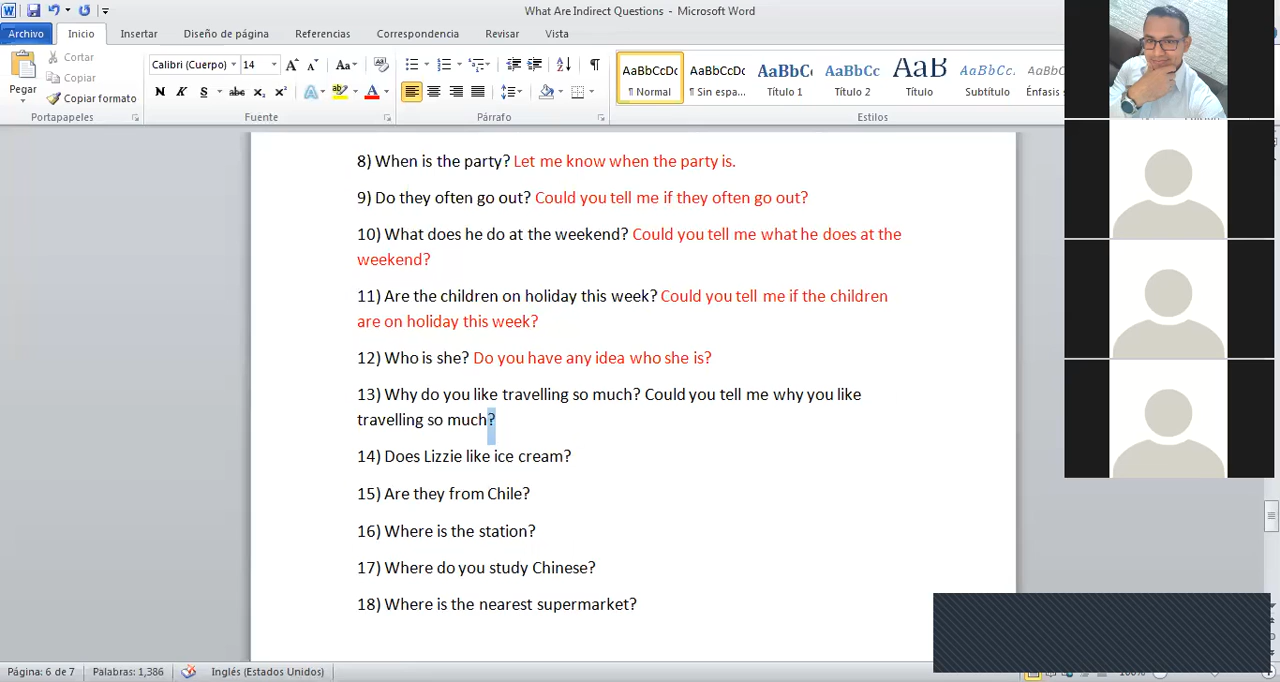 What Are Indirect Questions - Microsoft Word
Archivo Inicio Insertar Diseño de página Referencias Correspondencia Revisar Vista
Pegar
Cortar
Copiar
Copiar formato
Portapapeles
Calibri (Cuerpo) 14
Fuente
Párrafo
AaBbCcDc AaBbCcDc AaBbC AaBbCc AaB AaBbCc AaBbC
¶ Normal ¶ Sin espa... Título 1 Título 2 Título Subtítulo Énfasis
Estilos
8) When is the party? Let me know when the party is.
9) Do they often go out? Could you tell me if they often go out?
10) What does he do at the weekend? Could you tell me what he does at the
weekend?
11) Are the children on holiday this week? Could you tell me if the children
are on holiday this week?
12) Who is she? Do you have any idea who she is?
13) Why do you like travelling so much? Could you tell me why you like
travelling so much?
14) Does Lizzie like ice cream?
15) Are they from Chile?
16) Where is the station?
17) Where do you study Chinese?
18) Where is the nearest supermarket?
Página: 6 de 7 Palabras: 1,386 Inglés (Estados Unidos)